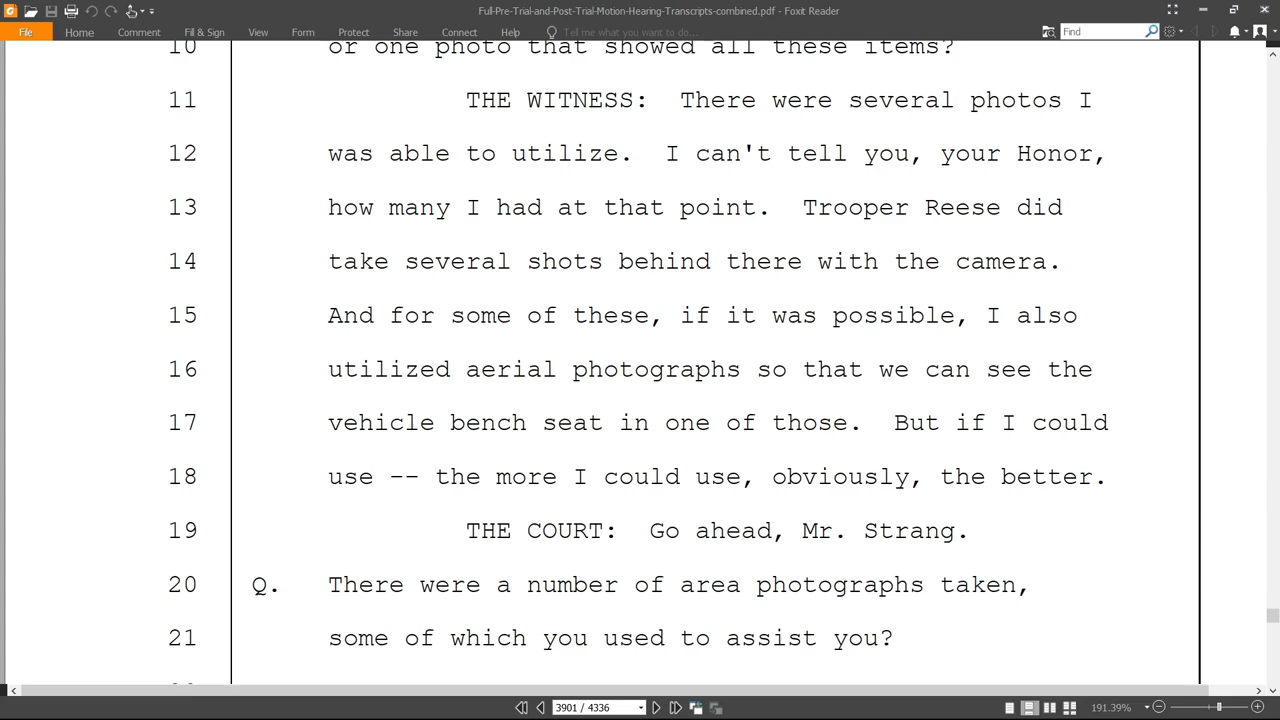 Full-Pre-Trial-and-Post-Trial-Motion-Hearing-Transcripts-combined.pdf - Foxit Reader
File Home Comment Fill & Sign View Form Protect Share Connect Help Tell me what you want to do... Find
10 or one photo that showed all these items?
11 THE WITNESS: There were several photos I
12 was able to utilize. I can't tell you, your Honor,
13 how many I had at that point. Trooper Reese did
14 take several shots behind there with the camera.
15 And for some of these, if it was possible, I also
16 utilized aerial photographs so that we can see the
17 vehicle bench seat in one of those. But if I could
18 use -- the more I could use, obviously, the better.
19 THE COURT: Go ahead, Mr. Strang.
20 Q. There were a number of area photographs taken,
21 some of which you used to assist you?
3901 / 4336 191.39%